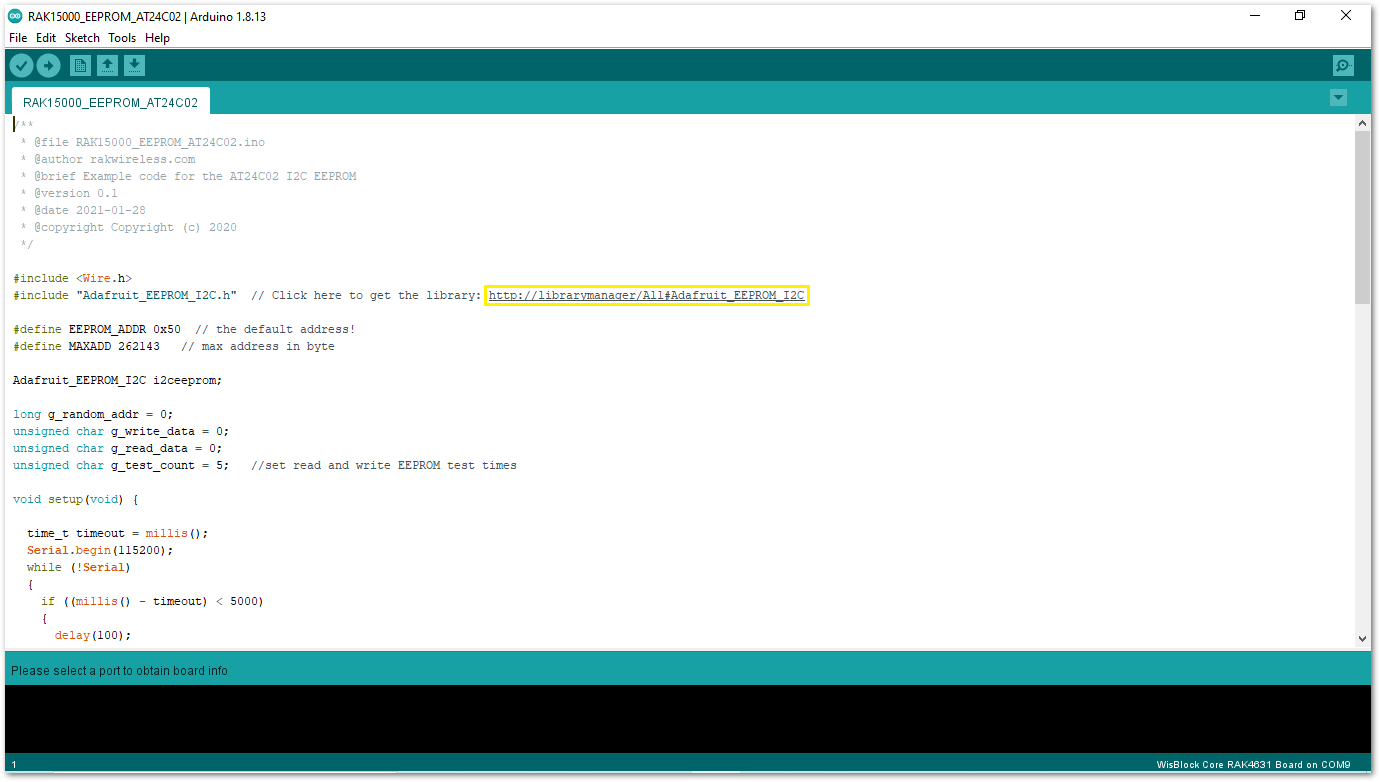 RAK15000_EEPROM_AT24C02 | Arduino 1.8.13
File Edit Sketch Tools Help
RAK15000_EEPROM_AT24C02
/**
 * @file RAK15000_EEPROM_AT24C02.ino
 * @author rakwireless.com
 * @brief Example code for the AT24C02 I2C EEPROM
 * @version 0.1
 * @date 2021-01-28
 * @copyright Copyright (c) 2020
 */
#include <Wire.h>
#include "Adafruit_EEPROM_I2C.h"  // Click here to get the library: http://librarymanager/All#Adafruit_EEPROM_I2C
#define EEPROM_ADDR 0x50  // the default address!
#define MAXADD 262143   // max address in byte
Adafruit_EEPROM_I2C i2ceeprom;
long g_random_addr = 0;
unsigned char g_write_data = 0;
unsigned char g_read_data = 0;
unsigned char g_test_count = 5;   //set read and write EEPROM test times
void setup(void) {
  time_t timeout = millis();
  Serial.begin(115200);
  while (!Serial)
  {
    if ((millis() - timeout) < 5000)
    {
      delay(100);
Please select a port to obtain board info
1
WisBlock Core RAK4631 Board on COM9